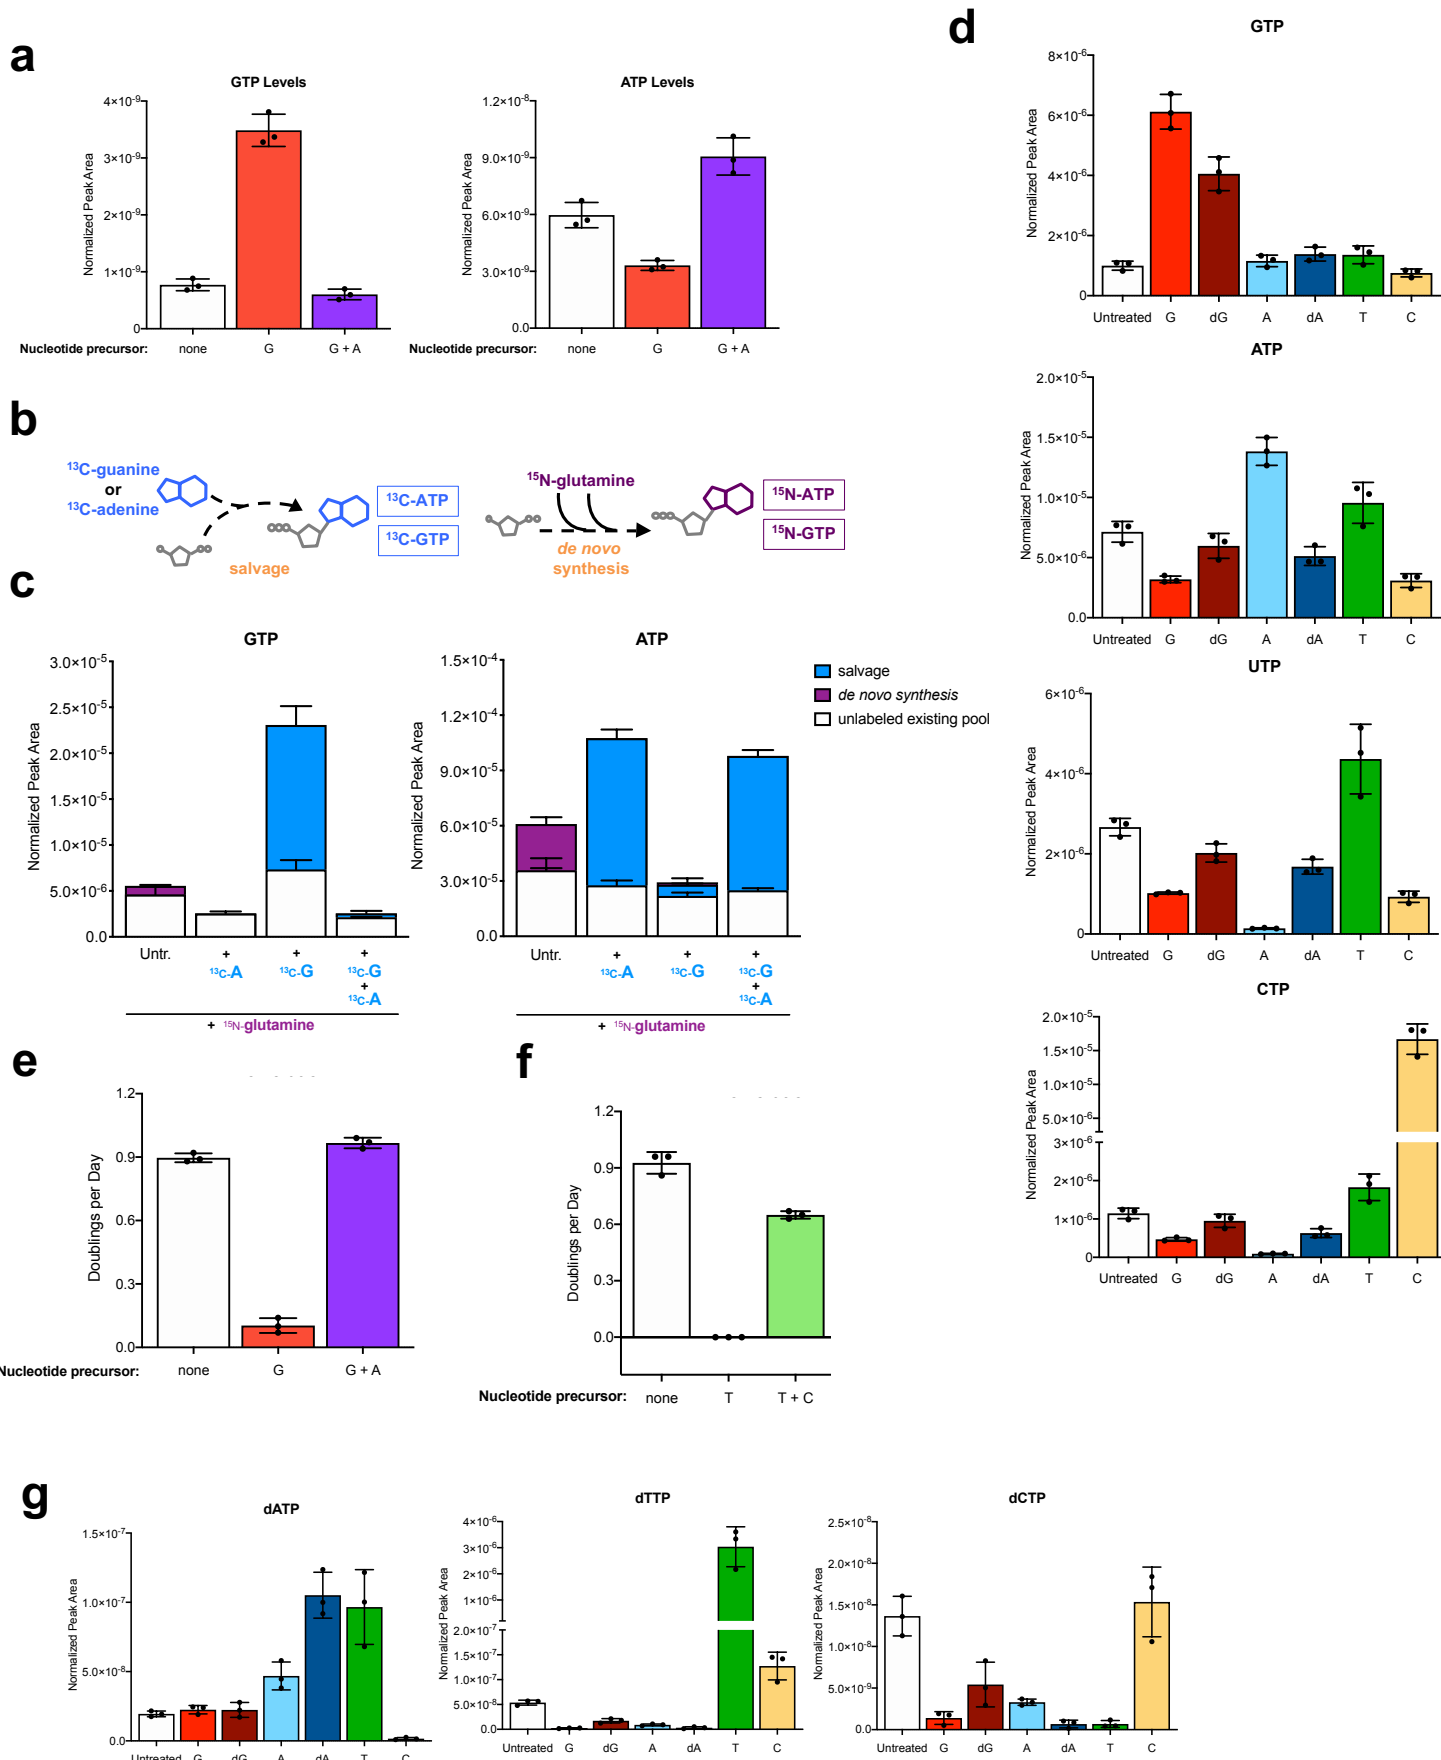 a
GTP Levels
Normalized Peak Area
4×10⁻⁹
3×10⁻⁹
2×10⁻⁹
1×10⁻⁹
0
Nucleotide precursor: none G G + A
ATP Levels
Normalized Peak Area
1.2×10⁻⁸
9.0×10⁻⁹
6.0×10⁻⁹
3.0×10⁻⁹
0.0
Nucleotide precursor: none G G + A
b
¹³C-guanine
or
¹³C-adenine
salvage
¹³C-ATP
¹³C-GTP
¹⁵N-glutamine
de novo
synthesis
¹⁵N-ATP
¹⁵N-GTP
c
GTP
Normalized Peak Area
3.0×10⁻⁵
2.5×10⁻⁵
2.0×10⁻⁵
1.5×10⁻⁵
1.0×10⁻⁵
5.0×10⁻⁶
0.0
Untr. + + +
¹³C-A ¹³C-G ¹³C-G
+
¹³C-A
+ ¹⁵N-glutamine
ATP
Normalized Peak Area
1.5×10⁻⁴
1.2×10⁻⁴
9.0×10⁻⁵
6.0×10⁻⁵
3.0×10⁻⁵
0.0
Untr. + + +
¹³C-A ¹³C-G ¹³C-G
+
¹³C-A
+ ¹⁵N-glutamine
salvage
de novo synthesis
unlabeled existing pool
d
GTP
Normalized Peak Area
8×10⁻⁶
6×10⁻⁶
4×10⁻⁶
2×10⁻⁶
0
Untreated G dG A dA T C
ATP
Normalized Peak Area
2.0×10⁻⁵
1.5×10⁻⁵
1.0×10⁻⁵
5.0×10⁻⁶
0.0
Untreated G dG A dA T C
UTP
Normalized Peak Area
6×10⁻⁶
4×10⁻⁶
2×10⁻⁶
0
Untreated G dG A dA T C
CTP
Normalized Peak Area
2.0×10⁻⁵
1.5×10⁻⁵
1.0×10⁻⁵
5.0×10⁻⁶
3×10⁻⁶
2×10⁻⁶
1×10⁻⁶
0
Untreated G dG A dA T C
e
Doublings per Day
1.2
0.9
0.6
0.3
0.0
Nucleotide precursor: none G G + A
f
Doublings per Day
1.2
0.9
0.6
0.3
0.0
Nucleotide precursor: none T T + C
g
dATP
Normalized Peak Area
1.5×10⁻⁷
1.0×10⁻⁷
5.0×10⁻⁸
0.0
Untreated G dG A dA T C
dTTP
Normalized Peak Area
4×10⁻⁶
3×10⁻⁶
2×10⁻⁶
1×10⁻⁶
2.0×10⁻⁷
1.5×10⁻⁷
1.0×10⁻⁷
5.0×10⁻⁸
0.0
Untreated G dG A dA T C
dCTP
Normalized Peak Area
2.5×10⁻⁸
2.0×10⁻⁸
1.5×10⁻⁸
1.0×10⁻⁸
5.0×10⁻⁹
0.0
Untreated G dG A dA T C